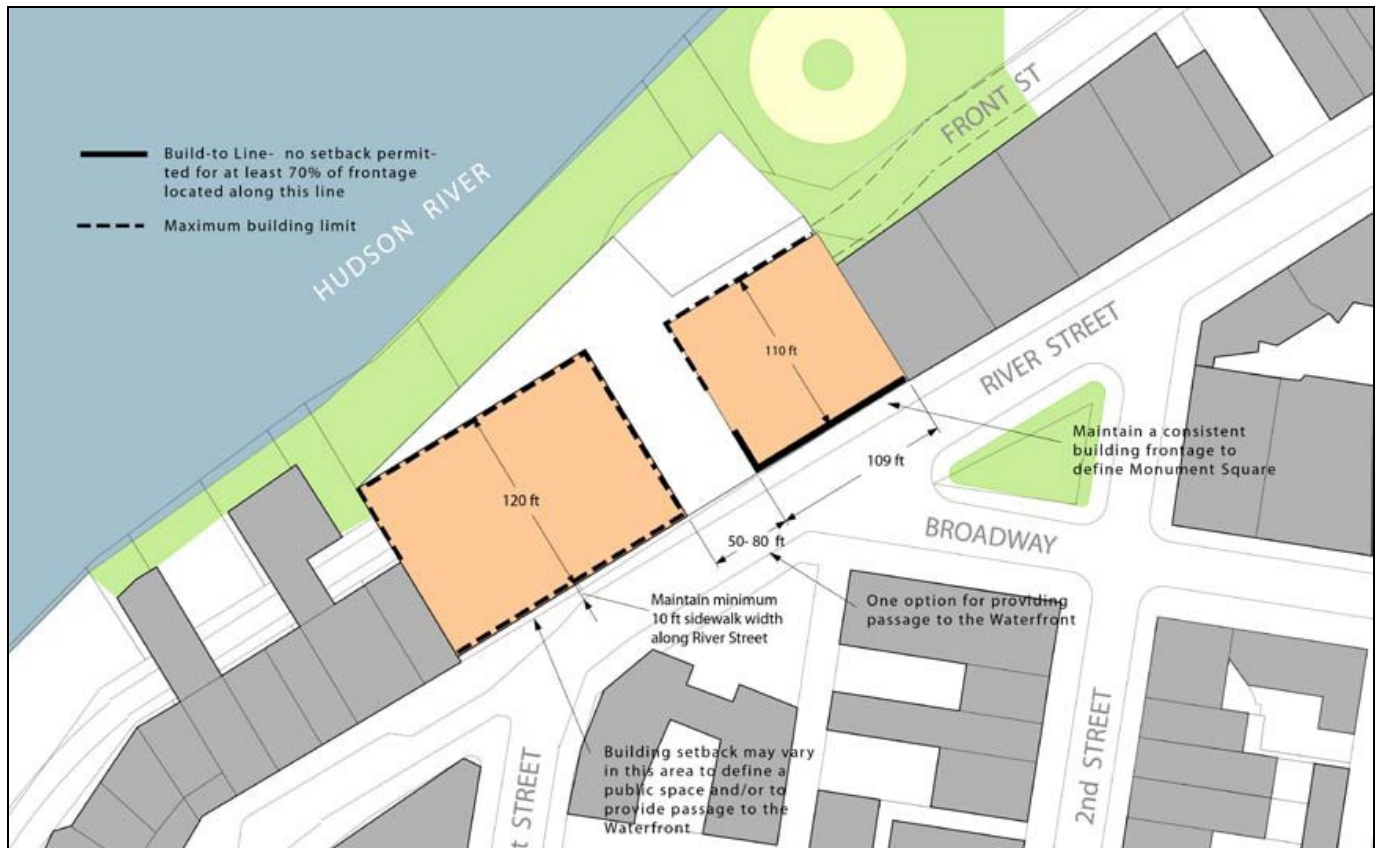 FRONT ST
Build-to Line- no setback permit-
ted for at least 70% of frontage
located along this line
Maximum building limit
HUDSON RIVER
110 ft
RIVER STREET
Maintain a consistent
building frontage to
define Monument Square
109 ft
120 ft
BROADWAY
50- 80 ft
Maintain minimum
10 ft sidewalk width
along River Street
One option for providing
passage to the Waterfront
2nd STREET
Building setback may vary
in this area to define a
public space and/or to
provide passage to the
Waterfront
t STREET